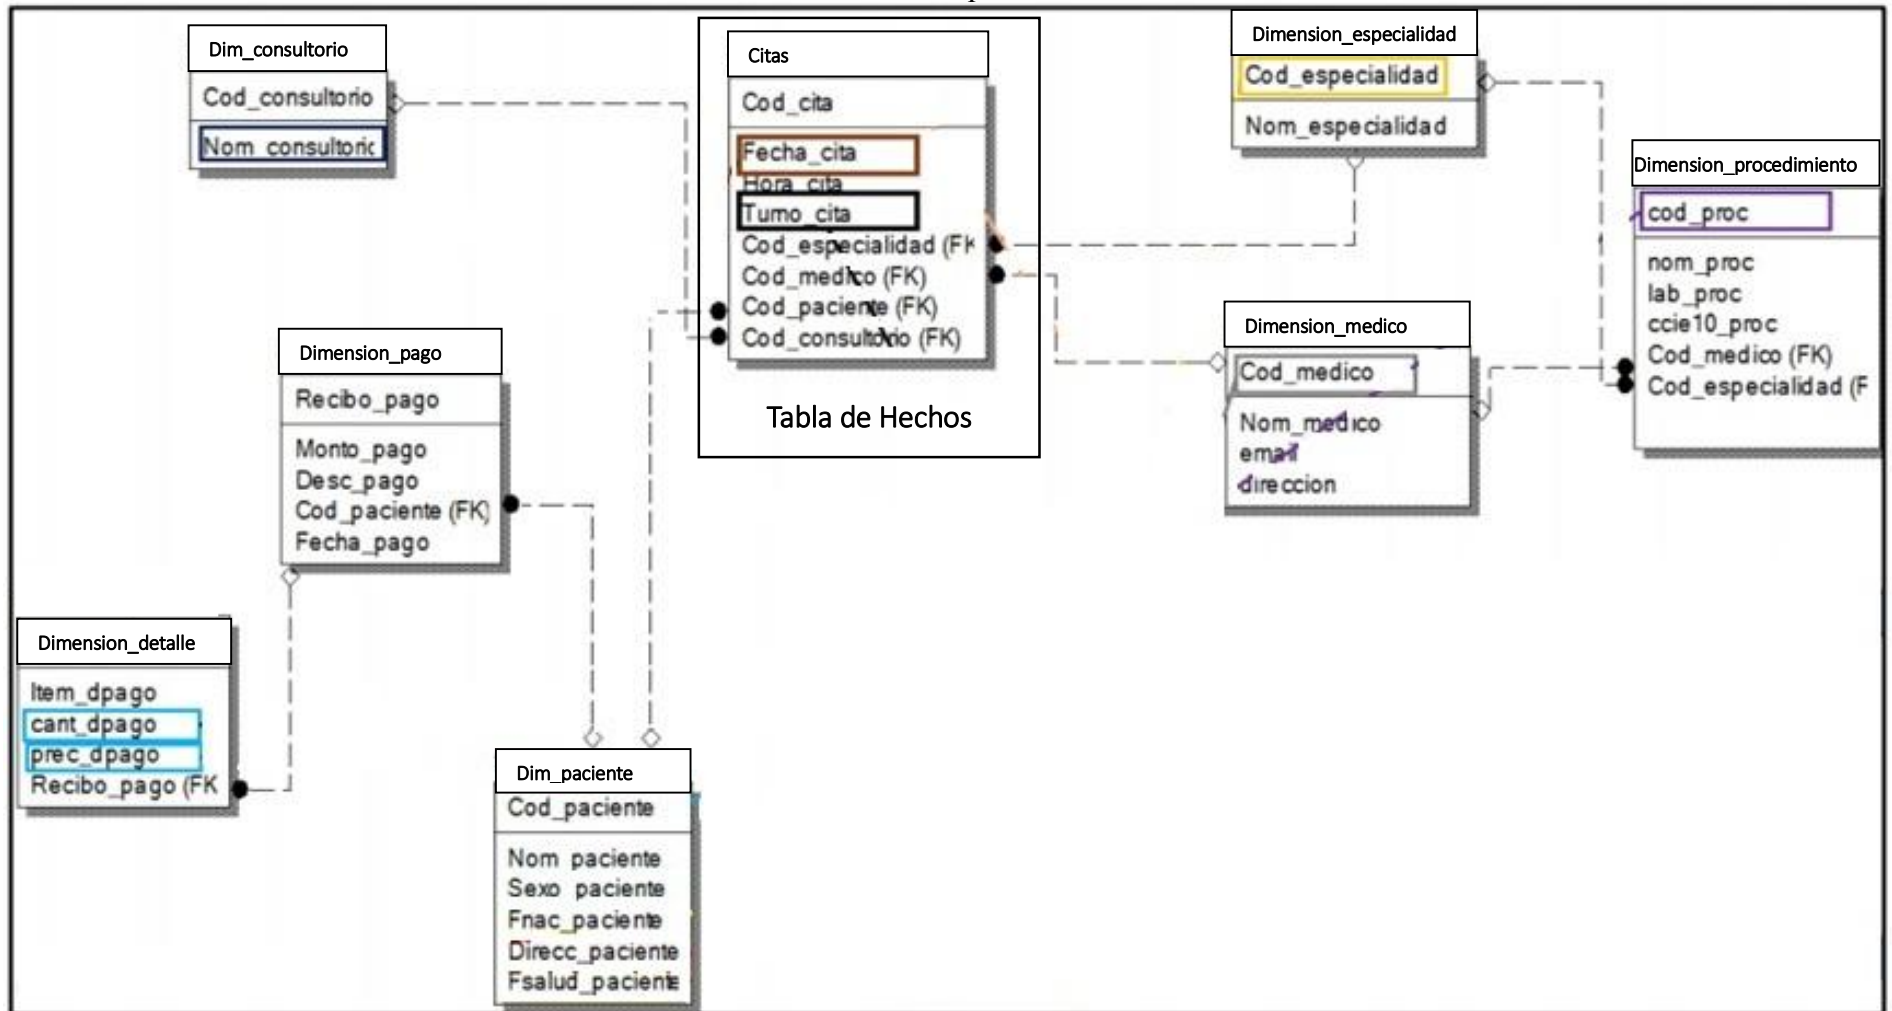 Dim_consultorio
Cod_consultorio
Nom_consultoric
Citas
Cod_cita
Fecha_cita
Hora_cita
Turno_cita
Cod_especialidad (FK
Cod_medico (FK)
Cod_paciente (FK)
Cod_consultorio (FK)
Tabla de Hechos
Dimension_especialidad
Cod_especialidad
Nom_especialidad
Dimension_procedimiento
cod_proc
nom_proc
lab_proc
ccie10_proc
Cod_medico (FK)
Cod_especialidad (F
Dimension_medico
Cod_medico
Nom_medico
email
direccion
Dimension_pago
Recibo_pago
Monto_pago
Desc_pago
Cod_paciente (FK)
Fecha_pago
Dimension_detalle
Item_dpago
cant_dpago
prec_dpago
Recibo_pago (FK
Dim_paciente
Cod_paciente
Nom_paciente
Sexo_paciente
Fnac_paciente
Direcc_paciente
Fsalud_paciente